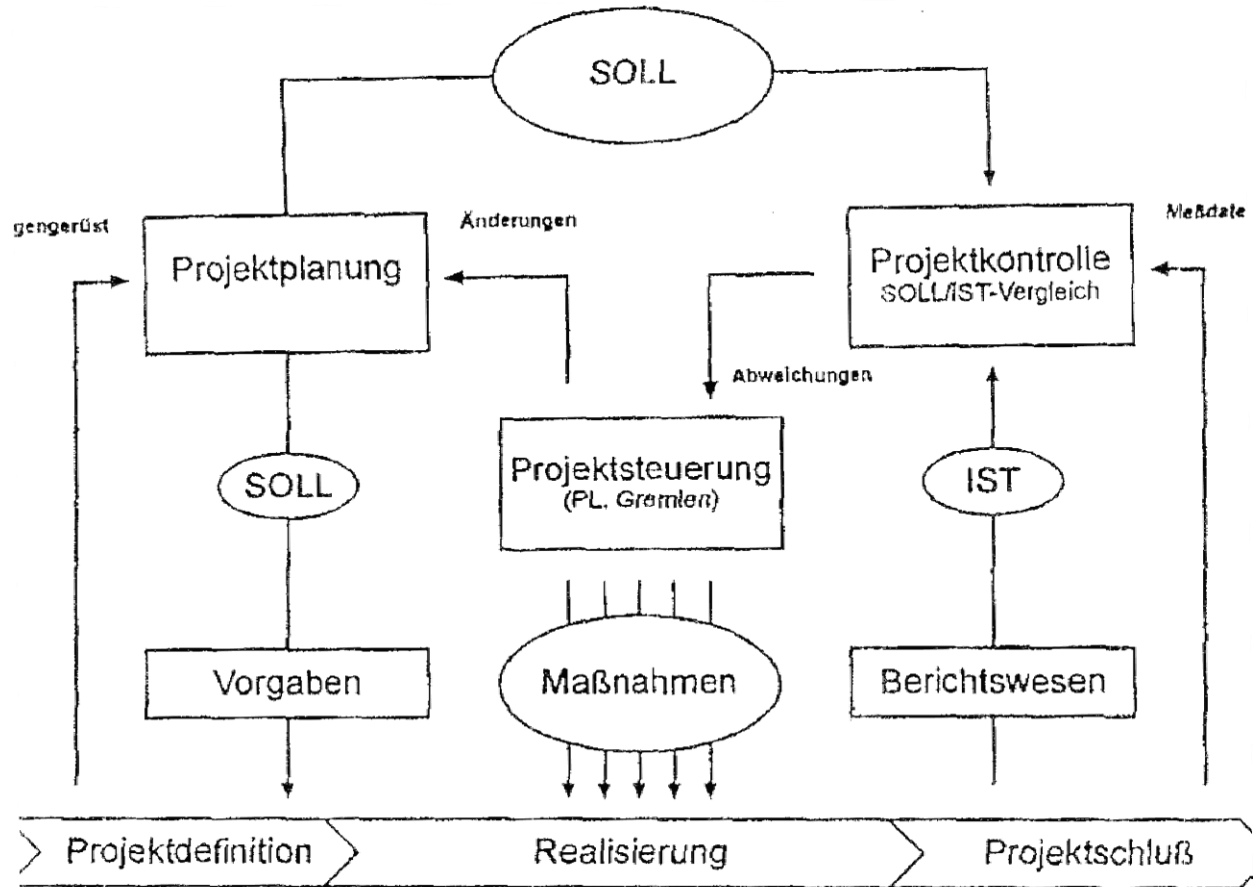 SOLL
gengerüst
Änderungen
Meßdate
Projektplanung
Projektkontrolle
SOLL/IST-Vergleich
Abweichungen
SOLL
Projektsteuerung
(PL, Gremien)
IST
Vorgaben
Maßnahmen
Berichtswesen
Projektdefinition
Realisierung
Projektschluß